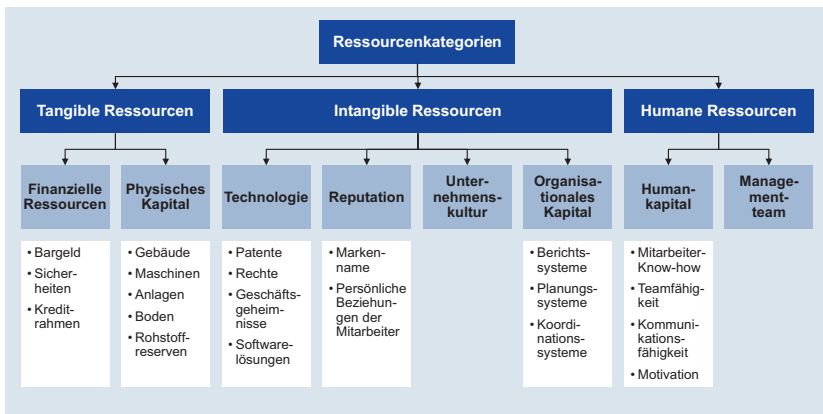 Ressourcenkategorien
Tangible Ressourcen
Intangible Ressourcen
Humane Ressourcen
Finanzielle
Ressourcen
Physisches
Kapital
Technologie
Reputation
Unter-
nehmens-
kultur
Organisa-
tionales
Kapital
Human-
kapital
Manage-
ment-
team
• Bargeld
• Sicher-
heiten
• Kredit-
rahmen
• Gebäude
• Maschinen
• Anlagen
• Boden
• Rohstoff-
reserven
• Patente
• Rechte
• Geschäfts-
geheim-
nisse
• Software-
lösungen
• Marken-
name
• Persönliche
Beziehun-
gen der
Mitarbeiter
• Berichts-
systeme
• Planungs-
systeme
• Koordi-
nations-
systeme
• Mitarbeiter-
Know-how
• Teamfähig-
keit
• Kommuni-
kations-
fähigkeit
• Motivation